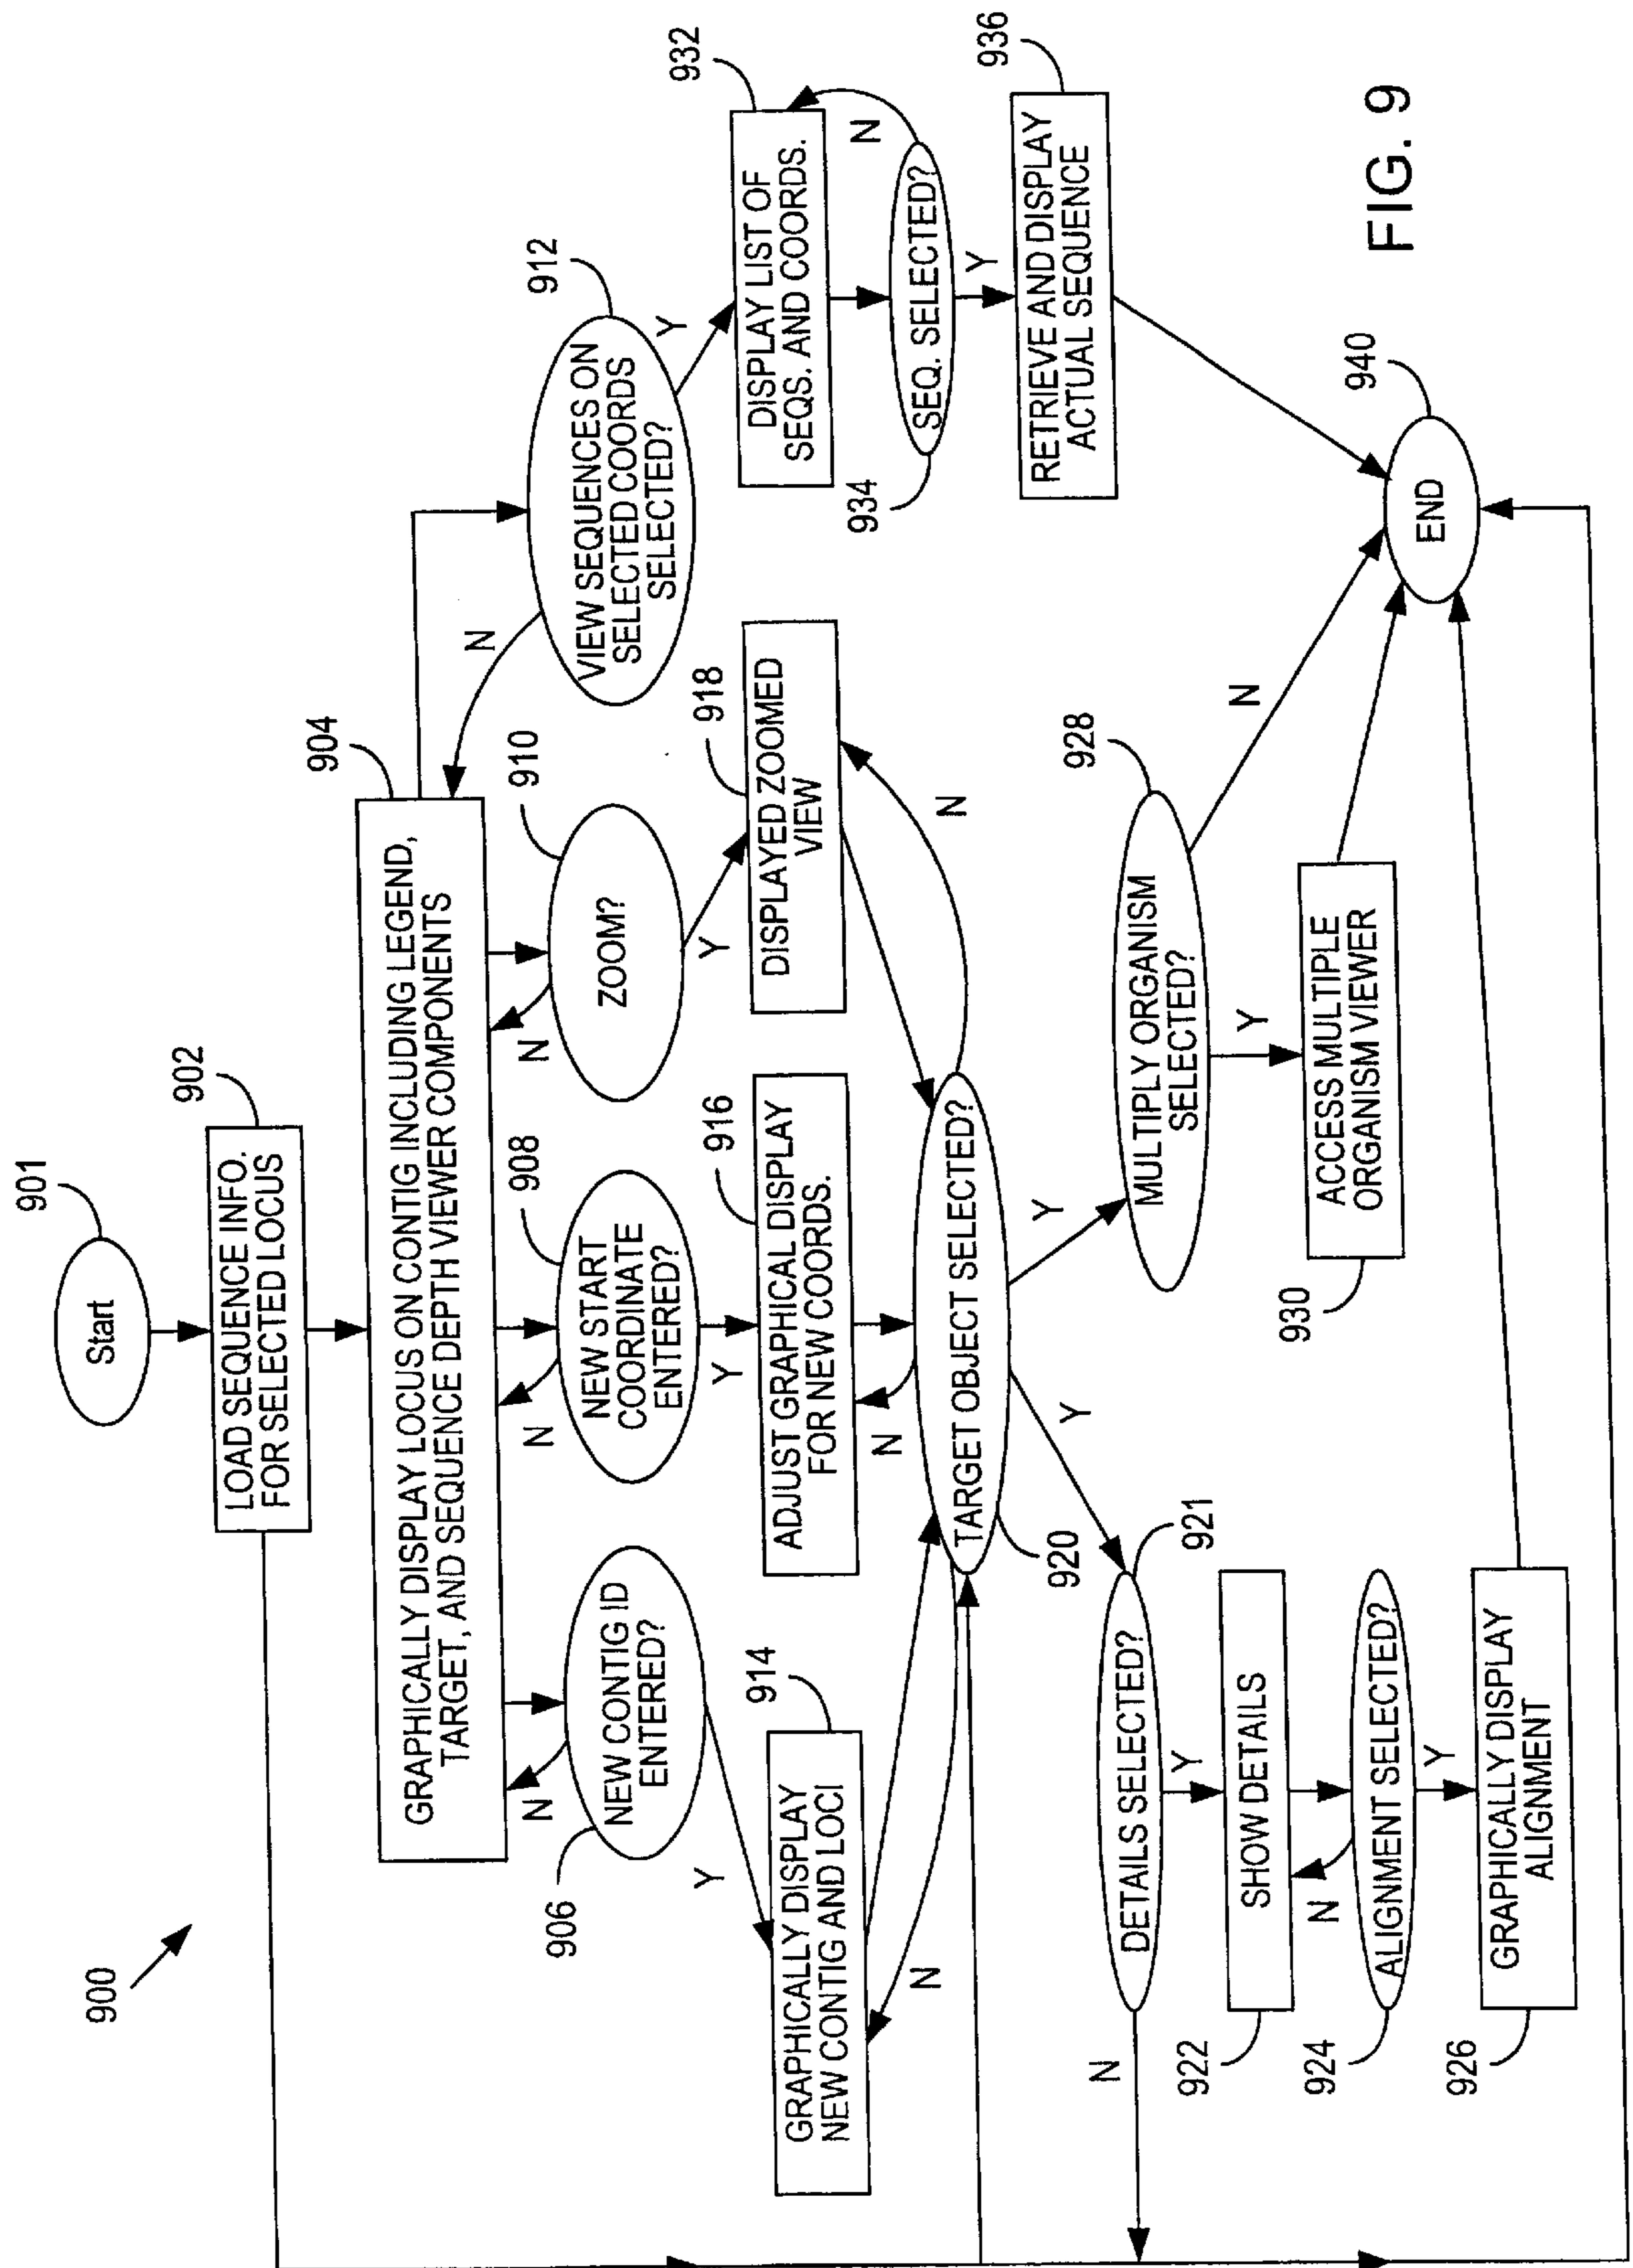 900
901
Start
902
LOAD SEQUENCE INFO.
FOR SELECTED LOCUS
904
GRAPHICALLY DISPLAY LOCUS ON CONTIG INCLUDING LEGEND,
TARGET, AND SEQUENCE DEPTH VIEWER COMPONENTS
N
N
N
N
906
NEW CONTIG ID
ENTERED?
Y
908
NEW START
COORDINATE
ENTERED?
Y
910
ZOOM?
Y
912
VIEW SEQUENCES ON
SELECTED COORDS
SELECTED?
Y
914
GRAPHICALLY DISPLAY
NEW CONTIG AND LOCI
916
ADJUST GRAPHICAL DISPLAY
FOR NEW COORDS.
918
DISPLAYED ZOOMED
VIEW
932
DISPLAY LIST OF
SEQS. AND COORDS.
N
N
N
N
920
TARGET OBJECT SELECTED?
934
SEQ. SELECTED?
Y
Y
Y
936
RETRIEVE AND DISPLAY
ACTUAL SEQUENCE
921
DETAILS SELECTED?
N
Y
928
MULTIPLY ORGANISM
SELECTED?
Y
N
922
SHOW DETAILS
N
930
ACCESS MULTIPLE
ORGANISM VIEWER
924
ALIGNMENT SELECTED?
Y
926
GRAPHICALLY DISPLAY
ALIGNMENT
940
END
FIG. 9